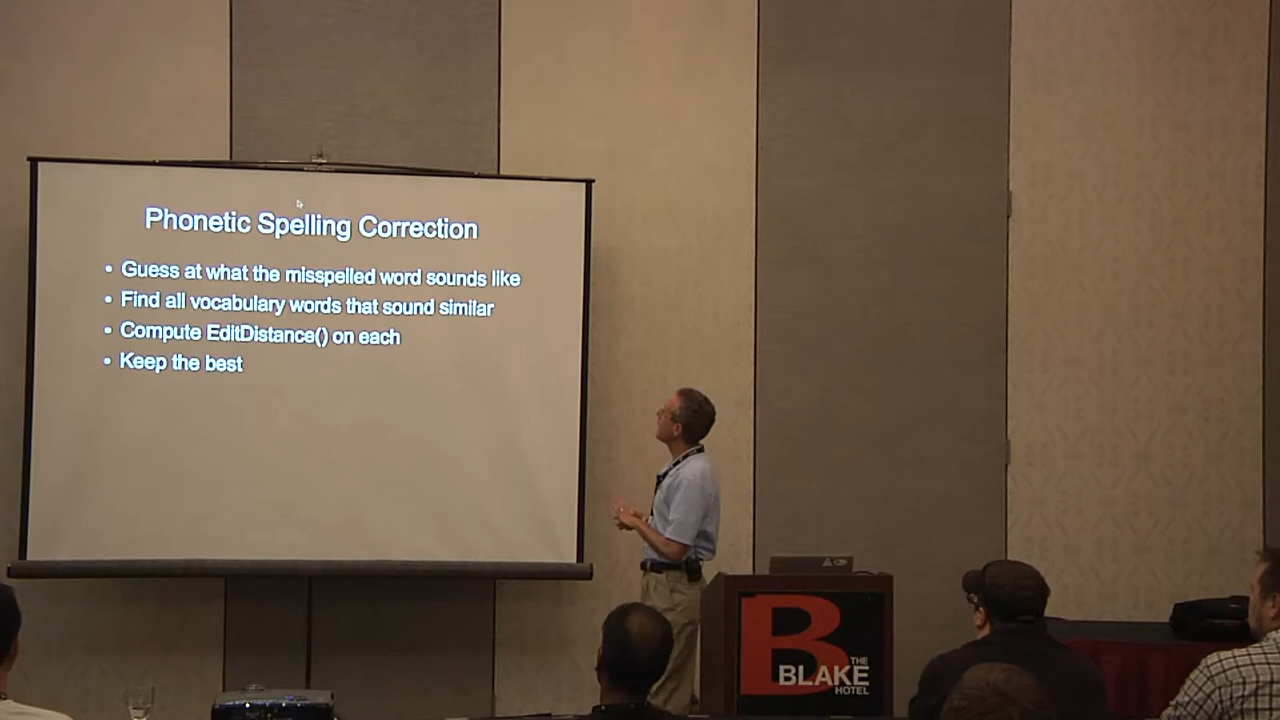 Phonetic Spelling Correction
• Guess at what the misspelled word sounds like
• Find all vocabulary words that sound similar
• Compute EditDistance() on each
• Keep the best
B
THE
BLAKE
HOTEL